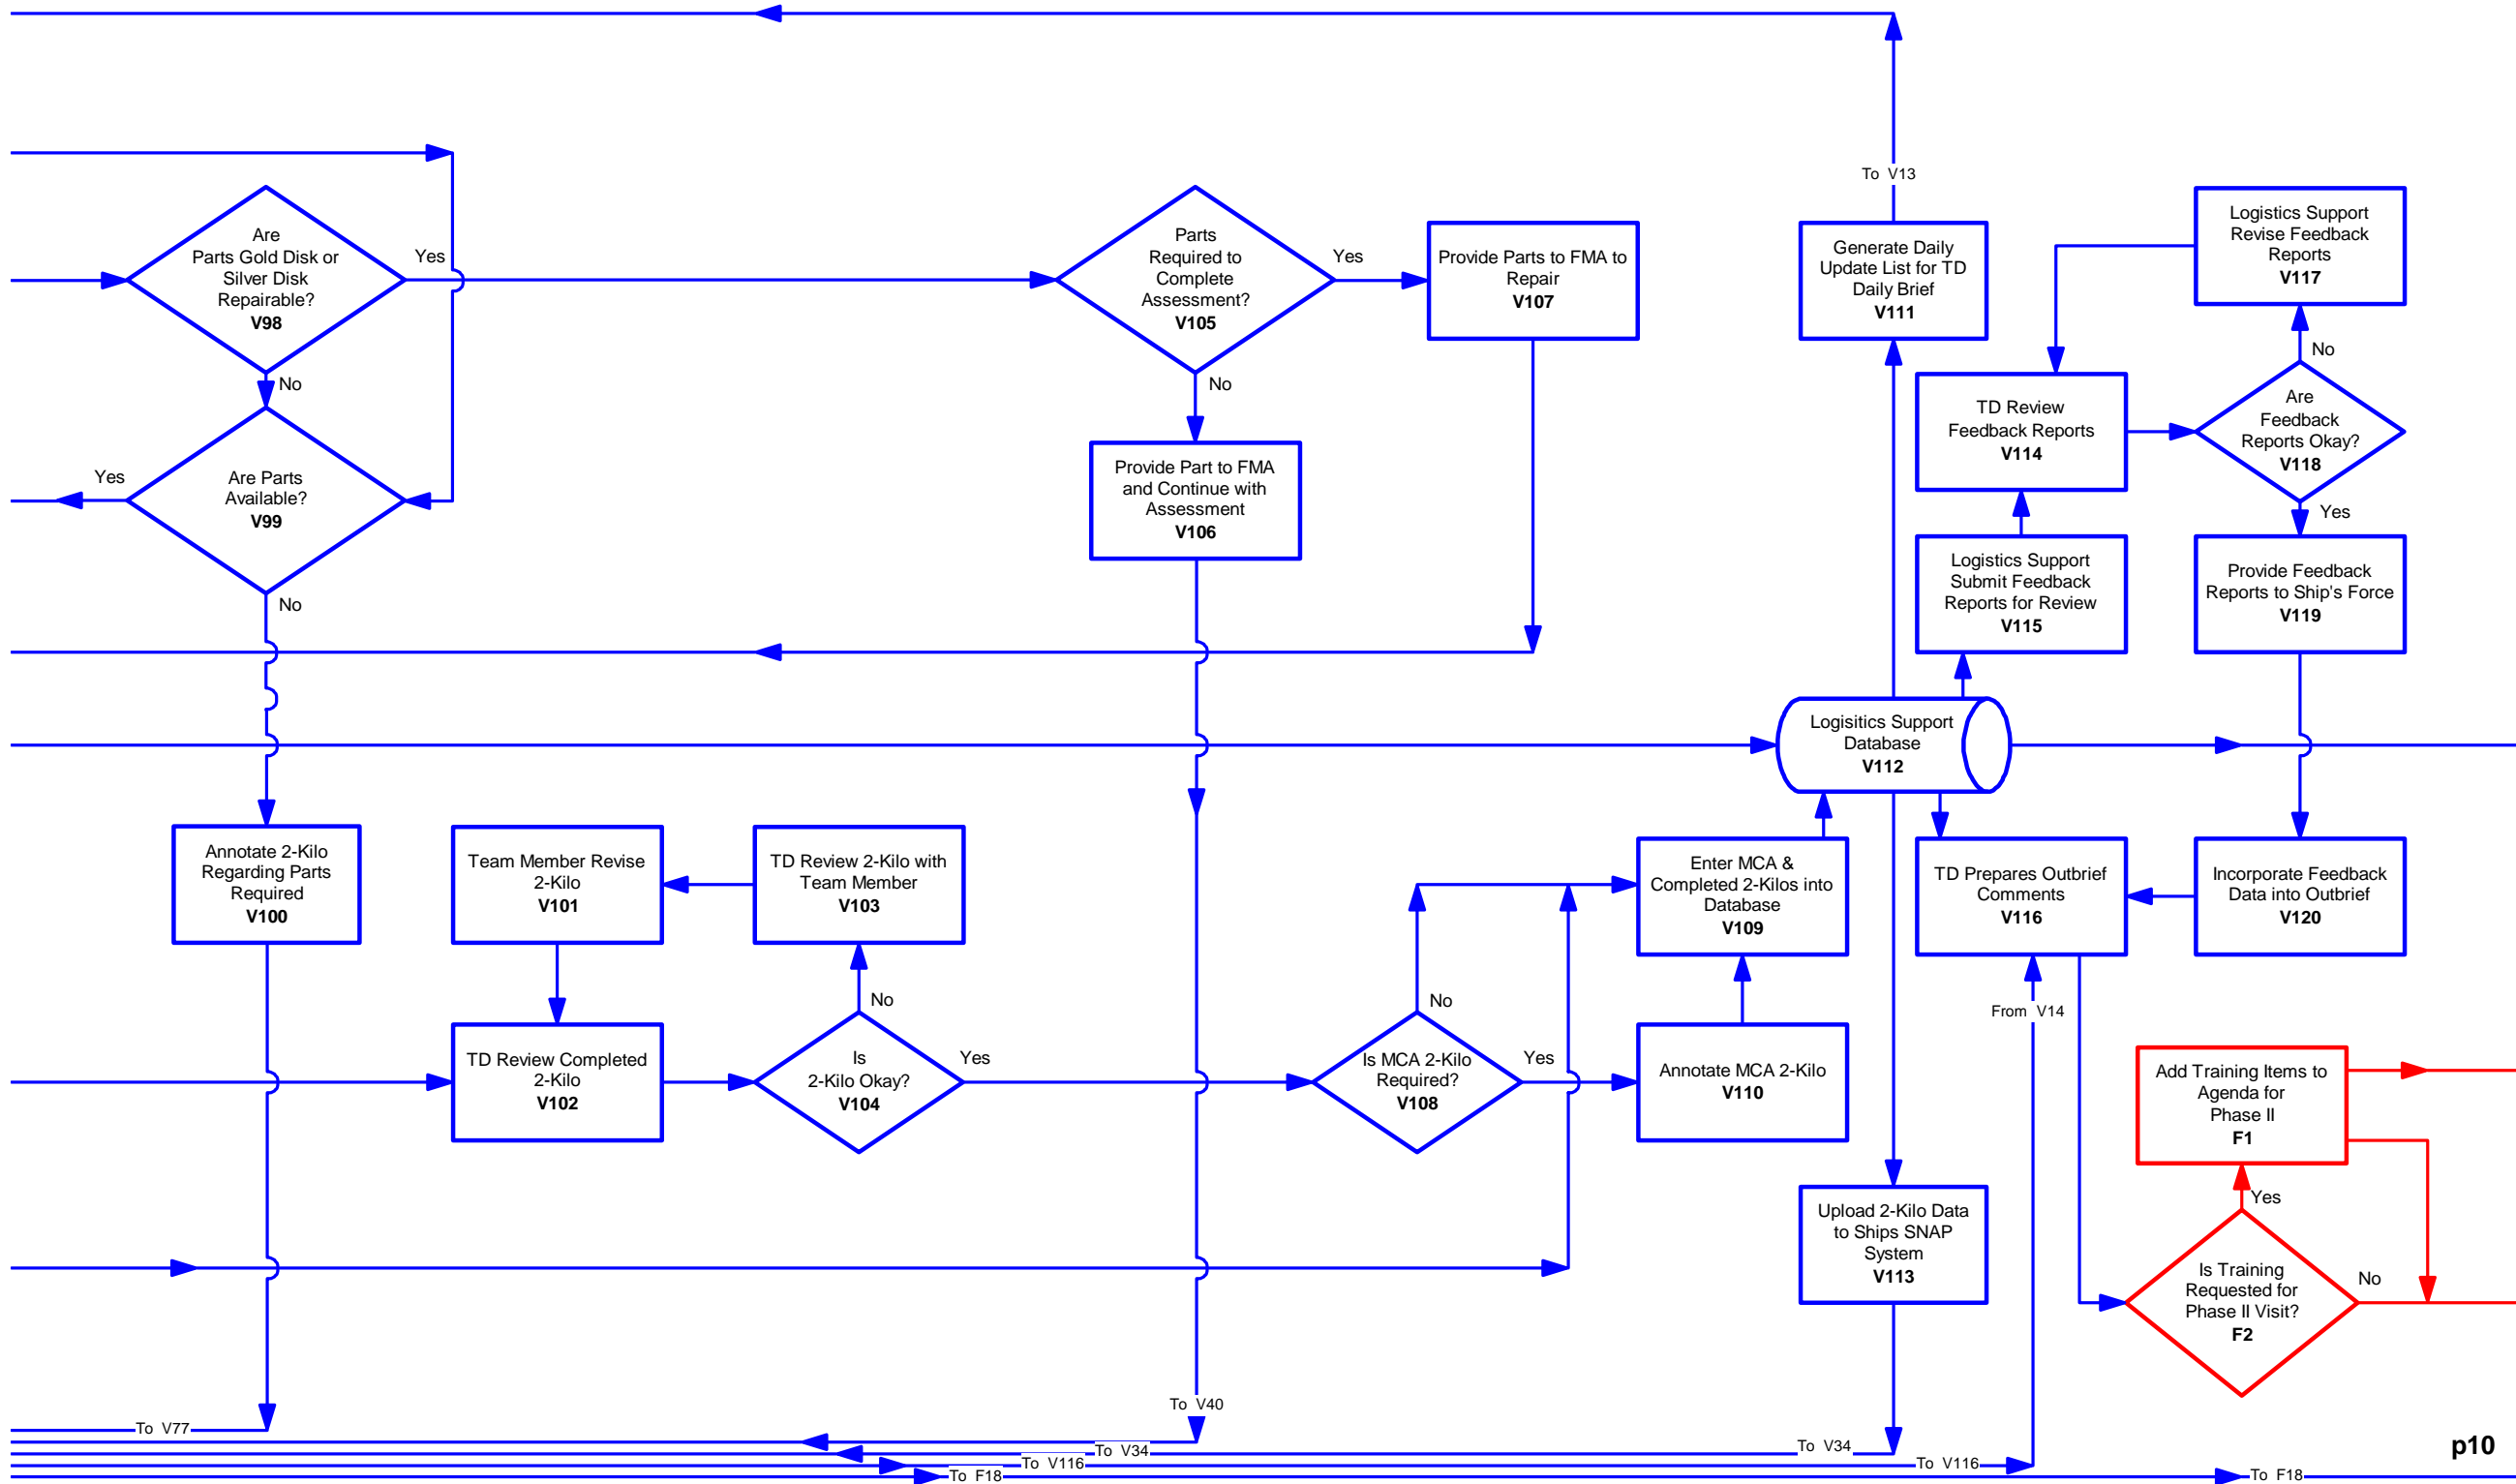 To V13
Are
Parts Gold Disk or
Silver Disk
Repairable?
V98
Yes
No
Parts
Required to
Complete
Assessment?
V105
Yes
No
Provide Parts to FMA to
Repair
V107
Generate Daily
Update List for TD
Daily Brief
V111
Logistics Support
Revise Feedback
Reports
V117
No
TD Review
Feedback Reports
V114
Are
Feedback
Reports Okay?
V118
Yes
Yes
Are Parts
Available?
V99
No
Provide Part to FMA
and Continue with
Assessment
V106
Logistics Support
Submit Feedback
Reports for Review
V115
Provide Feedback
Reports to Ship's Force
V119
Logisitics Support
Database
V112
Annotate 2-Kilo
Regarding Parts
Required
V100
Team Member Revise
2-Kilo
V101
TD Review 2-Kilo with
Team Member
V103
No
Enter MCA &
Completed 2-Kilos into
Database
V109
TD Prepares Outbrief
Comments
V116
Incorporate Feedback
Data into Outbrief
V120
TD Review Completed
2-Kilo
V102
Is
2-Kilo Okay?
V104
Yes
No
Is MCA 2-Kilo
Required?
V108
Yes
Annotate MCA 2-Kilo
V110
From V14
Add Training Items to
Agenda for
Phase II
F1
Yes
Upload 2-Kilo Data
to Ships SNAP
System
V113
Is Training
Requested for
Phase II Visit?
F2
No
To V40
To V77
To V34
To V34
To V116
To V116
To F18
To F18
p10